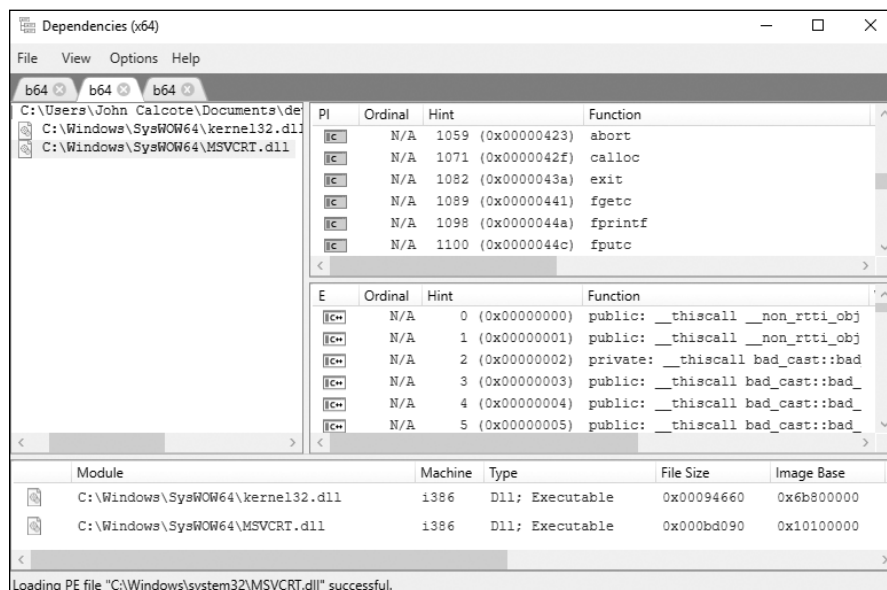 Dependencies (x64)
File View Options Help
b64 b64 b64
C:\Users\John Calcote\Documents\de
C:\Windows\SysWOW64\kernel32.dll
C:\Windows\SysWOW64\MSVCRT.dll
PI Ordinal Hint Function
C N/A 1059 (0x00000423) abort
C N/A 1071 (0x0000042f) calloc
C N/A 1082 (0x0000043a) exit
C N/A 1089 (0x00000441) fgetc
C N/A 1098 (0x0000044a) fprintf
C N/A 1100 (0x0000044c) fputc
E Ordinal Hint Function
C++ N/A 0 (0x00000000) public: __thiscall __non_rtti_obj
C++ N/A 1 (0x00000001) public: __thiscall __non_rtti_obj
C++ N/A 2 (0x00000002) private: __thiscall bad_cast::bad
C++ N/A 3 (0x00000003) public: __thiscall bad_cast::bad_
C++ N/A 4 (0x00000004) public: __thiscall bad_cast::bad_
C++ N/A 5 (0x00000005) public: __thiscall bad_cast::bad_
Module Machine Type File Size Image Base
C:\Windows\SysWOW64\kernel32.dll i386 Dll; Executable 0x00094660 0x6b800000
C:\Windows\SysWOW64\MSVCRT.dll i386 Dll; Executable 0x000bd090 0x10100000
Loading PE file "C:\Windows\system32\MSVCRT.dll" successful.